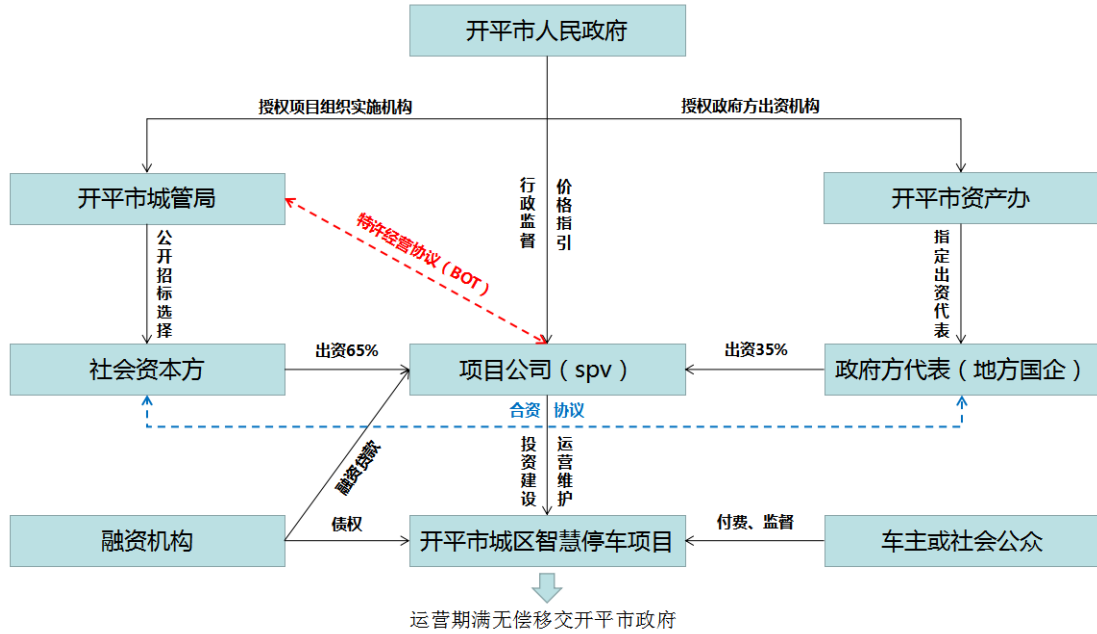 开平市人民政府
授权项目组织实施机构
授权政府方出资机构
开平市城管局
行政监督
价格指引
开平市资产办
特许经营协议（BOT）
公开招标选择
指定出资代表
社会资本方
出资65%
项目公司（spv）
出资35%
政府方代表（地方国企）
合资 协议
融资贷款
投资建设
运营维护
融资机构
债权
开平市城区智慧停车项目
付费、监督
车主或社会公众
运营期满无偿移交开平市政府